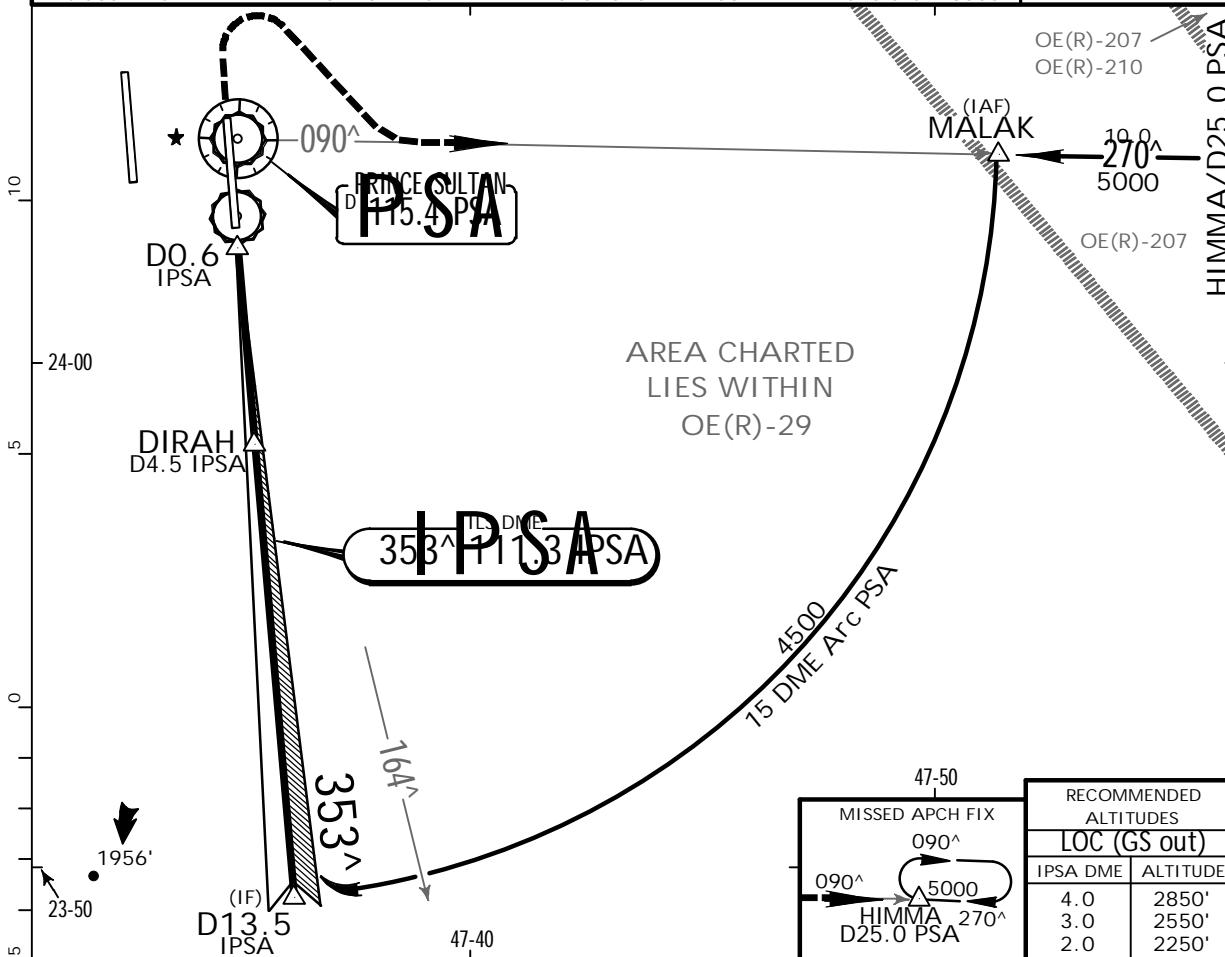 OE(R)-207
OE(R)-210
HIMMA/D25.0 PSA
(IAF)
MALAK
10.0
270^
5000
090^
PRINCE SULTAN
D 115.4 PSA
PSA
10
D0.6
IPSA
OE(R)-207
24-00
AREA CHARTED
LIES WITHIN
OE(R)-29
DIRAH
D4.5 IPSA
5
ILS DME
353^ 111.3 IPSA
IPSA
4500
15 DME Arc PSA
0
164^
353^
1956'
(IF)
D13.5
IPSA
23-50
47-40
47-50
5
MISSED APCH FIX
090^
090^
5000
HIMMA
270^
D25.0 PSA
RECOMMENDED
ALTITUDES
LOC (GS out)
IPSA DME ALTITUDE
4.0 2850'
3.0 2550'
2.0 2250'